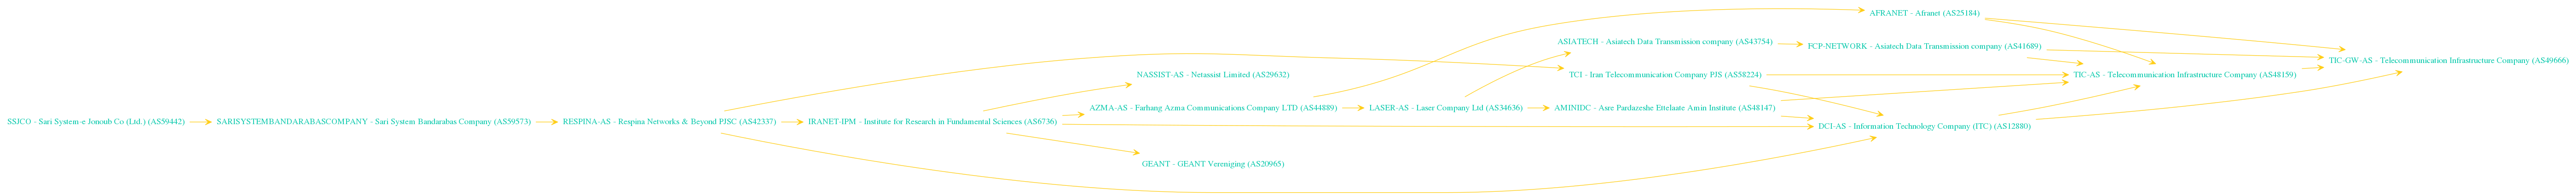 AFRANET - Afranet (AS25184)
ASIATECH - Asiatech Data Transmission company (AS43754)
FCP-NETWORK - Asiatech Data Transmission company (AS41689)
TIC-GW-AS - Telecommunication Infrastructure Company (AS49666)
NASSIST-AS - Netassist Limited (AS29632)
TCI - Iran Telecommunication Company PJS (AS58224)
TIC-AS - Telecommunication Infrastructure Company (AS48159)
AZMA-AS - Farhang Azma Communications Company LTD (AS44889)
LASER-AS - Laser Company Ltd (AS34636)
AMINIDC - Asre Pardazeshe Ettelaate Amin Institute (AS48147)
SSJCO - Sari System-e Jonoub Co (Ltd.) (AS59442)
SARISYSTEMBANDARABASCOMPANY - Sari System Bandarabas Company (AS59573)
RESPINA-AS - Respina Networks & Beyond PJSC (AS42337)
IRANET-IPM - Institute for Research in Fundamental Sciences (AS6736)
DCI-AS - Information Technology Company (ITC) (AS12880)
GEANT - GEANT Vereniging (AS20965)